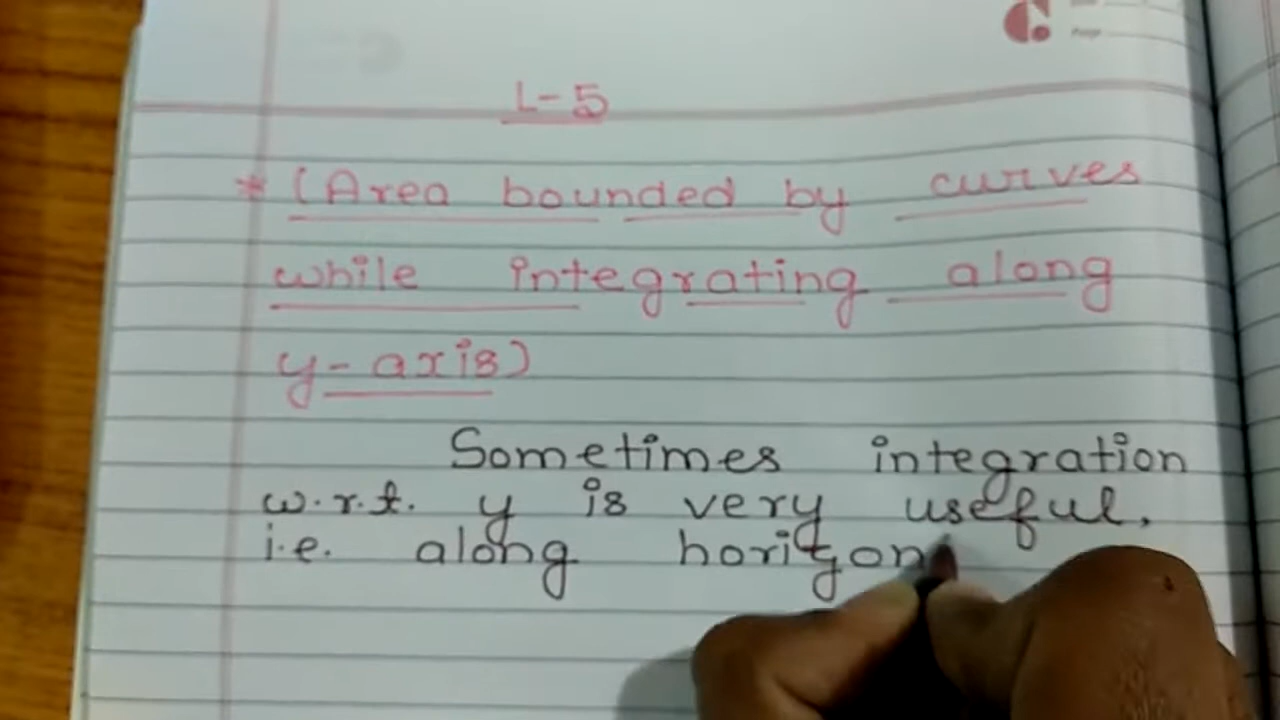 L-5
* (Area bounded by curves
while integrating along
y-axis)
Sometimes integration
w.r.t. y is very useful,
i.e. along horizon